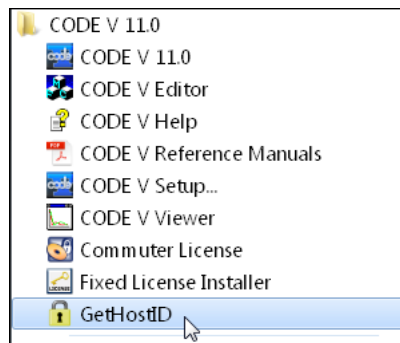 CODE V 11.0
CODE V 11.0
CODE V Editor
CODE V Help
CODE V Reference Manuals
CODE V Setup...
CODE V Viewer
Commuter License
Fixed License Installer
GetHostID